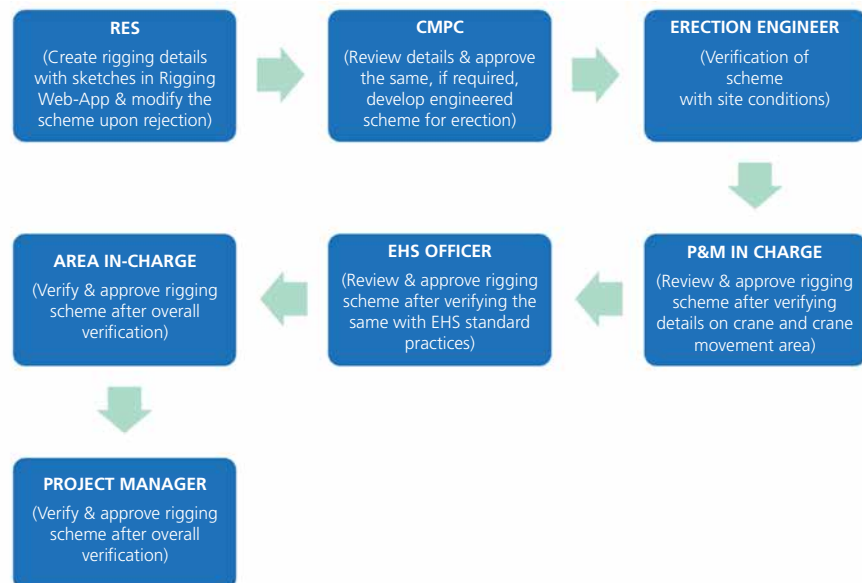 RES
(Create rigging details
with sketches in Rigging
Web-App & modify the
scheme upon rejection)
CMPC
(Review details & approve
the same, if required,
develop engineered
scheme for erection)
ERECTION ENGINEER
(Verification of
scheme
with site conditions)
P&M IN CHARGE
(Review & approve rigging
scheme after verifying
details on crane and crane
movement area)
EHS OFFICER
(Review & approve rigging
scheme after verifying the
same with EHS standard
practices)
AREA IN-CHARGE
(Verify & approve rigging
scheme after overall
verification)
PROJECT MANAGER
(Verify & approve rigging
scheme after overall
verification)